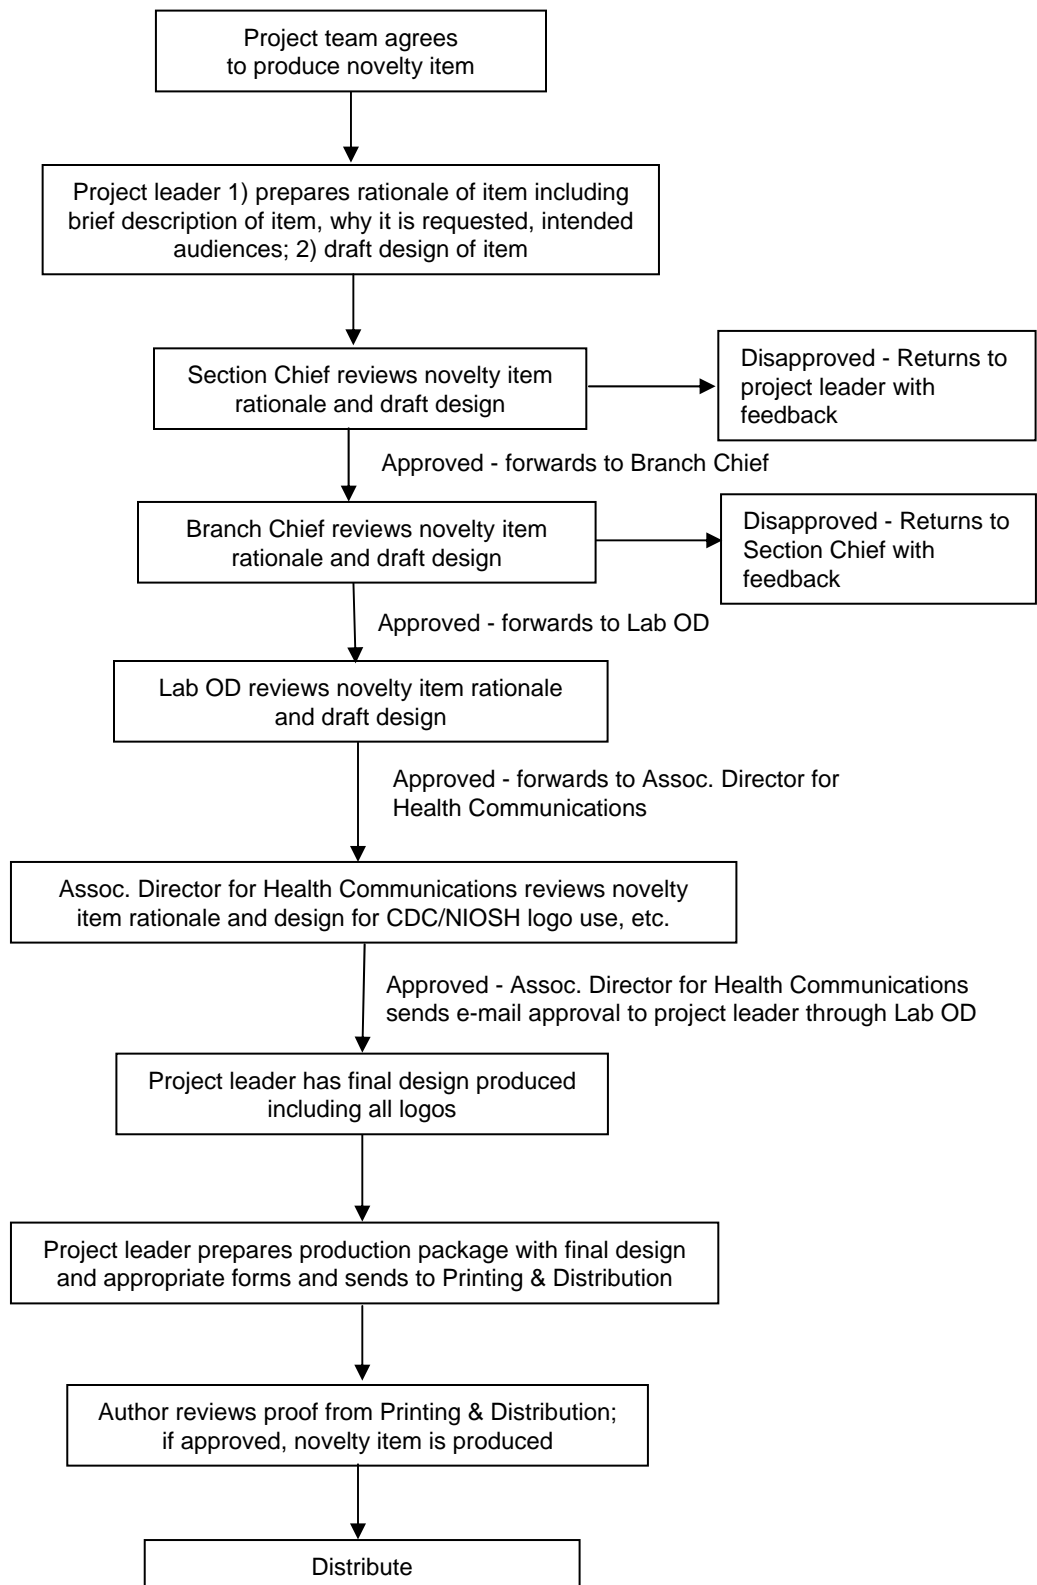 Project team agrees
to produce novelty item
Project leader 1) prepares rationale of item including
brief description of item, why it is requested, intended
audiences; 2) draft design of item
Section Chief reviews novelty item
rationale and draft design
Disapproved - Returns to
project leader with
feedback
Approved - forwards to Branch Chief
Branch Chief reviews novelty item
rationale and draft design
Disapproved - Returns to
Section Chief with
feedback
Approved - forwards to Lab OD
Lab OD reviews novelty item rationale
and draft design
Approved - forwards to Assoc. Director for
Health Communications
Assoc. Director for Health Communications reviews novelty
item rationale and design for CDC/NIOSH logo use, etc.
Approved - Assoc. Director for Health Communications
sends e-mail approval to project leader through Lab OD
Project leader has final design produced
including all logos
Project leader prepares production package with final design
and appropriate forms and sends to Printing & Distribution
Author reviews proof from Printing & Distribution;
if approved, novelty item is produced
Distribute